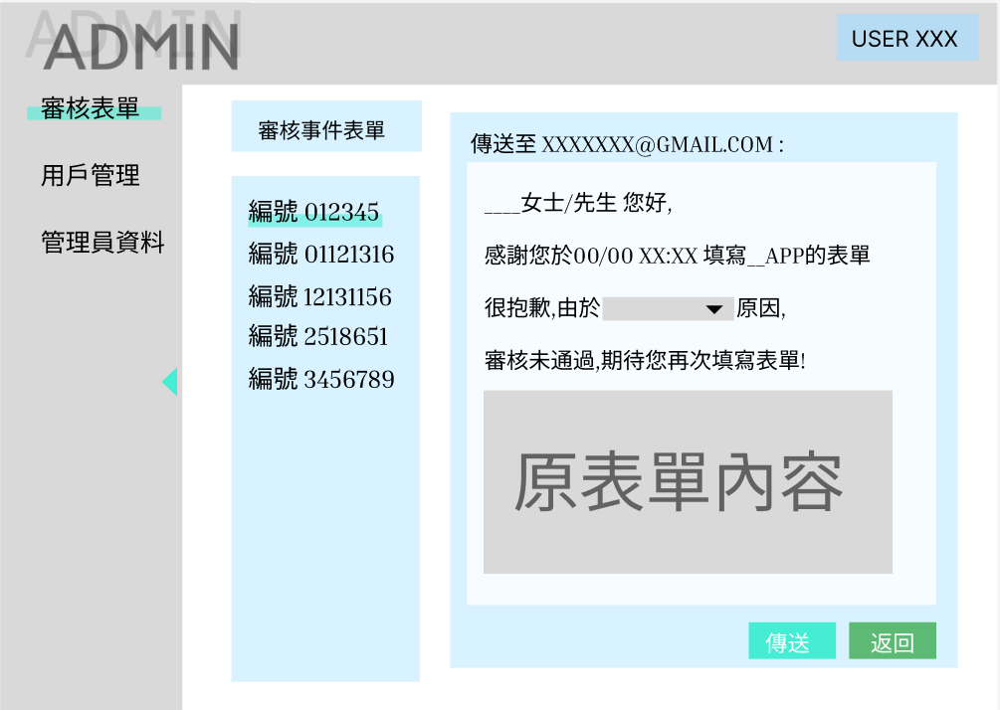 ADMIN
USER XXX
審核表單
用戶管理
管理員資料
審核事件表單
編號 012345
編號 01121316
編號 12131156
編號 2518651
編號 3456789
傳送至 XXXXXXX@GMAIL.COM :
____女士/先生 您好,
感謝您於00/00 XX:XX 填寫__APP的表單
很抱歉,由於 原因,
審核未通過,期待您再次填寫表單!
原表單內容
傳送
返回